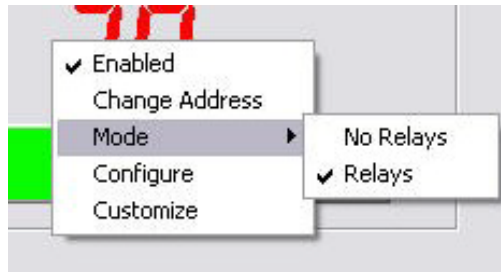 Enabled
Change Address
Mode
No Relays
Configure
Relays
Customize